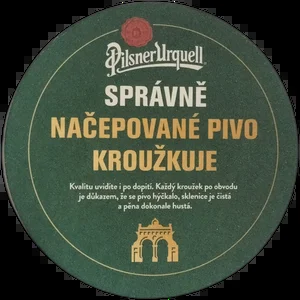 Pilsner Urquell
SPRÁVNĚ
NAČEPOVANÉ PIVO
KROUŽKUJE
Kvalitu uvidíte i po dopití. Každý kroužek po obvodu
je důkazem, že se pivo hýčkalo, sklenice je čistá
a pěna dokonale hustá.